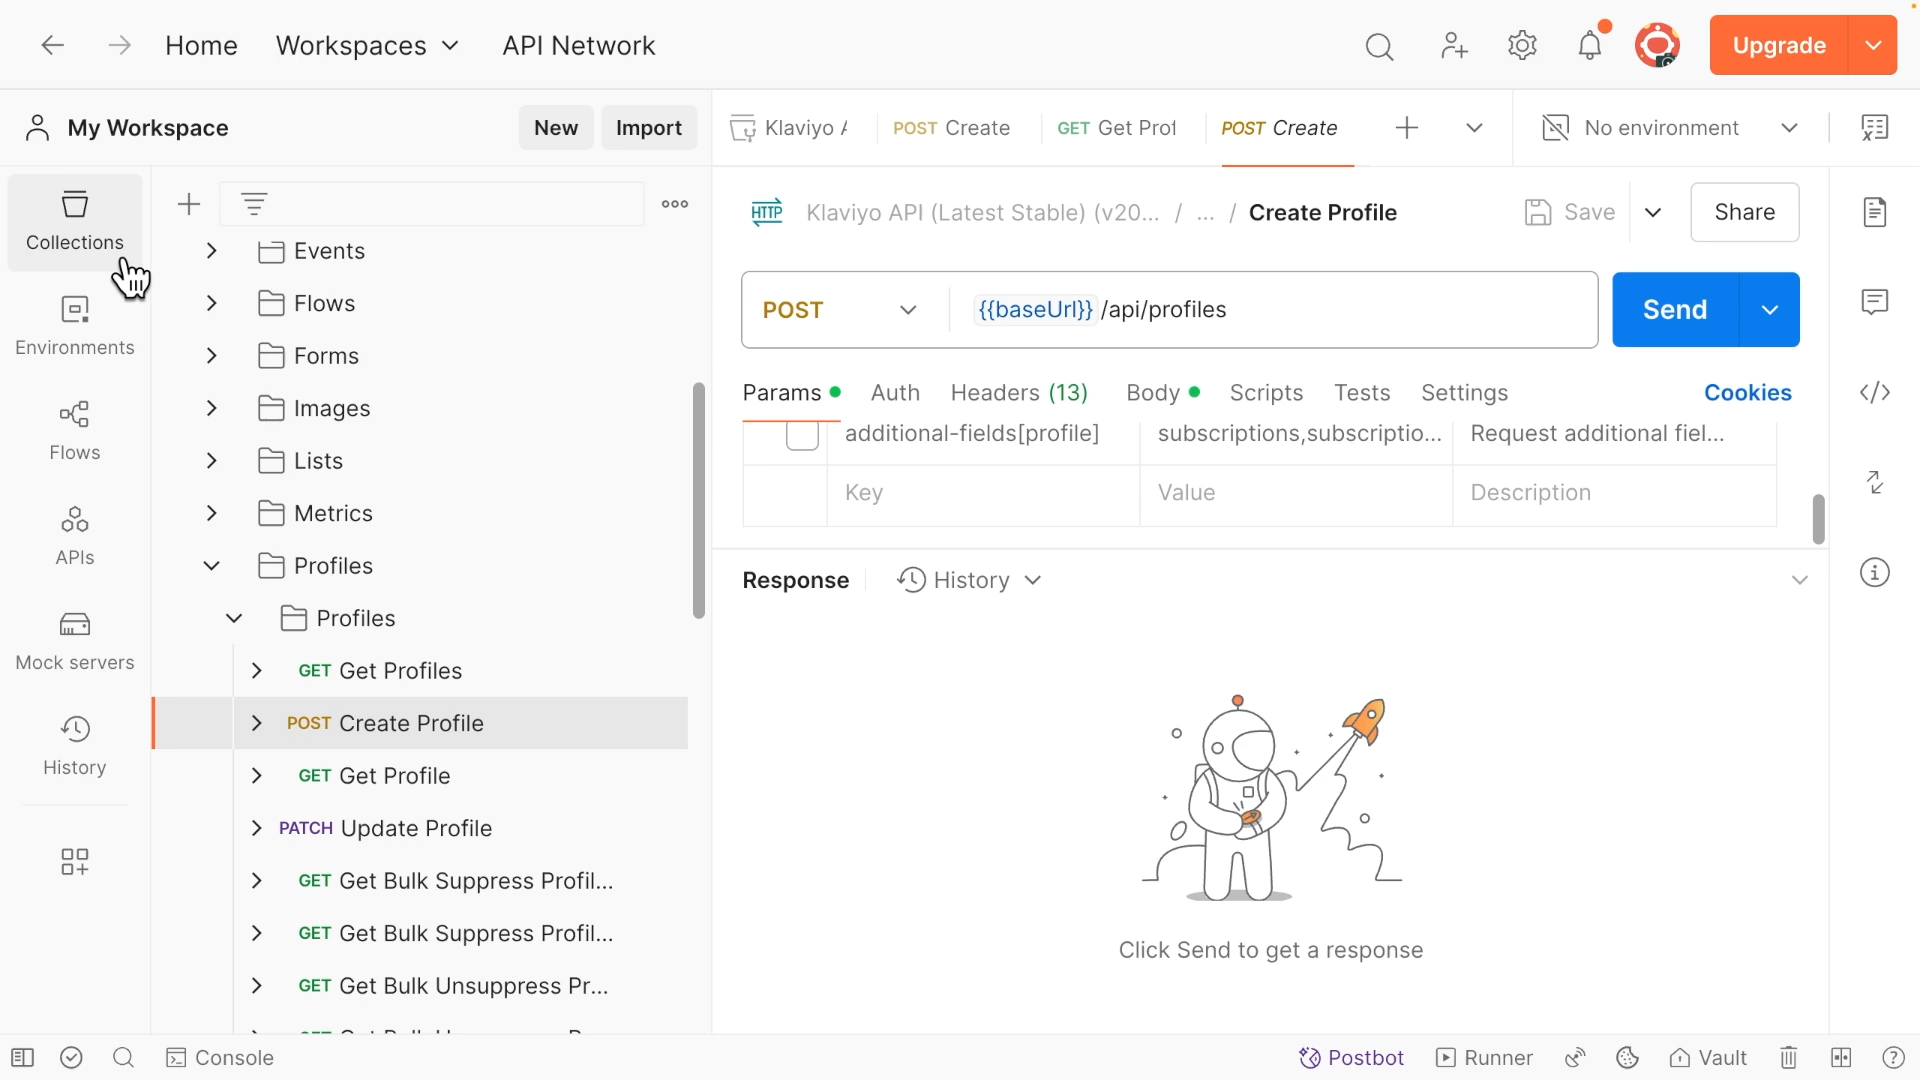 Home
Workspaces
API Network
Upgrade
My Workspace
New
Import
Klaviyo A
POST Create
GET Get Prof
POST Create
No environment
Collections
Environments
Flows
APIs
Mock servers
History
Events
Flows
Forms
Images
Lists
Metrics
Profiles
Profiles
GET Get Profiles
POST Create Profile
GET Get Profile
PATCH Update Profile
GET Get Bulk Suppress Profil...
GET Get Bulk Suppress Profil...
GET Get Bulk Unsuppress Pr...
HTTP
Klaviyo API (Latest Stable) (v20... / ... / Create Profile
Save
Share
POST
{{baseUrl}} /api/profiles
Send
Params
Auth
Headers (13)
Body
Scripts
Tests
Settings
Cookies
additional-fields[profile]
subscriptions,subscriptio...
Request additional fiel...
Key
Value
Description
Response
History
Click Send to get a response
Console
Postbot
Runner
Vault